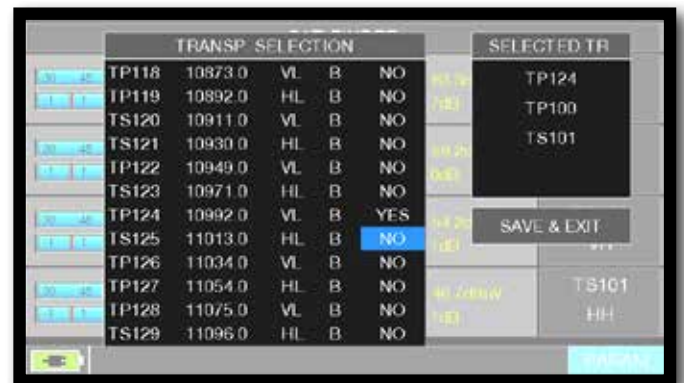 TRANSP SELECTION
TP118 10873.0 VL B NO
TP119 10892.0 HL B NO
TS120 10911.0 VL B NO
TS121 10930.0 HL B NO
TP122 10949.0 VL B NO
TS123 10971.0 HL B NO
TP124 10992.0 VL B YES
TS125 11013.0 HL B NO
TP126 11034.0 VL B NO
TP127 11054.0 HL B NO
TP128 11075.0 VL B NO
TS129 11096.0 HL B NO
SELECTED TR
TP124
TP100
TS101
SAVE & EXIT
TS101
HH